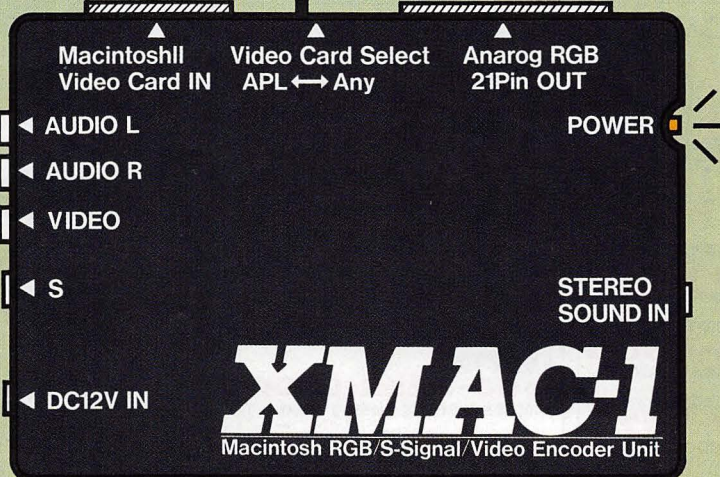 MacintoshII
Video Card IN
Video Card Select
APL ↔ Any
Anarog RGB
21Pin OUT
◀ AUDIO L
POWER
◀ AUDIO R
◀ VIDEO
◀ S
STEREO
SOUND IN
◀ DC12V IN
XMAC-1
Macintosh RGB/S-Signal/Video Encoder Unit